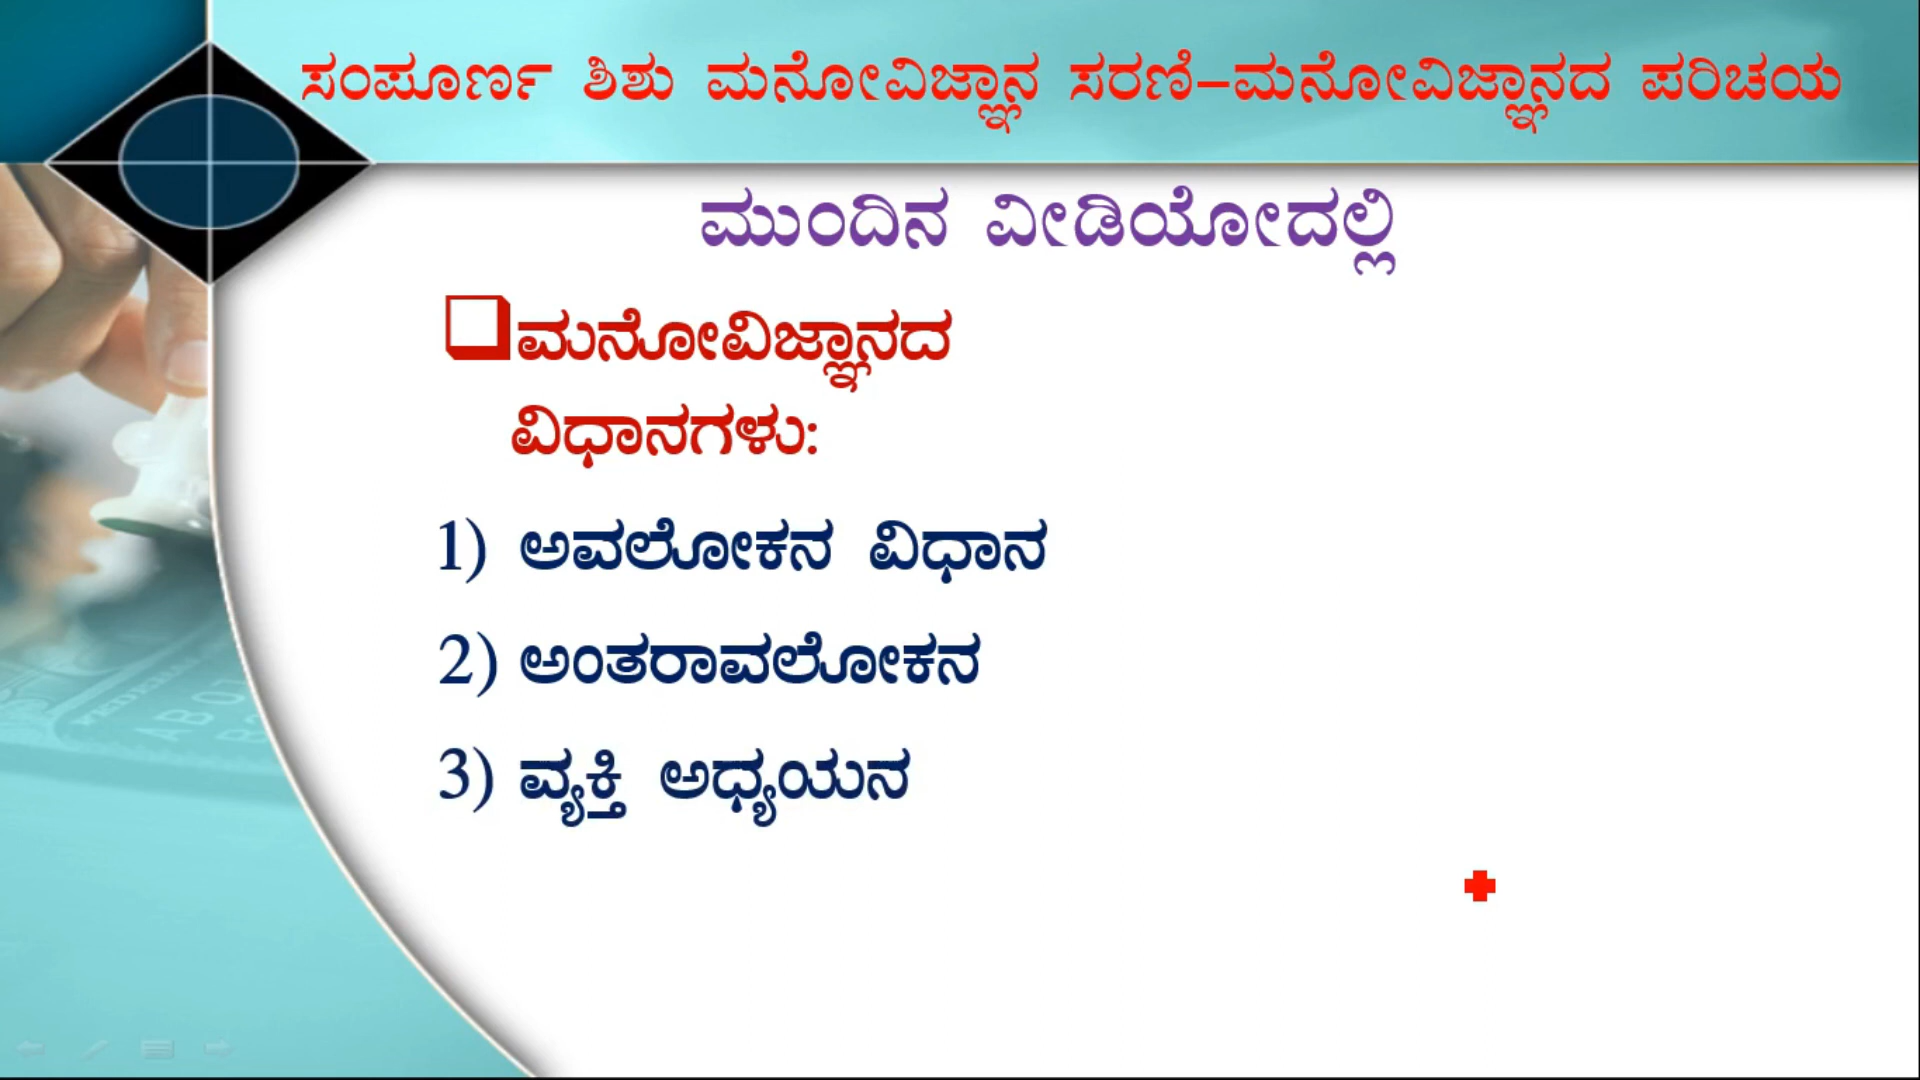 ಸಂಪೂರ್ಣ ಶಿಶು ಮನೋವಿಜ್ಞಾನ ಸರಣಿ–ಮನೋವಿಜ್ಞಾನದ ಪರಿಚಯ
ಮುಂದಿನ ವೀಡಿಯೋದಲ್ಲಿ
ಮನೋವಿಜ್ಞಾನದ
ವಿಧಾನಗಳು:
1) ಅವಲೋಕನ ವಿಧಾನ
2) ಅಂತರಾವಲೋಕನ
3) ವ್ಯಕ್ತಿ ಅಧ್ಯಯನ